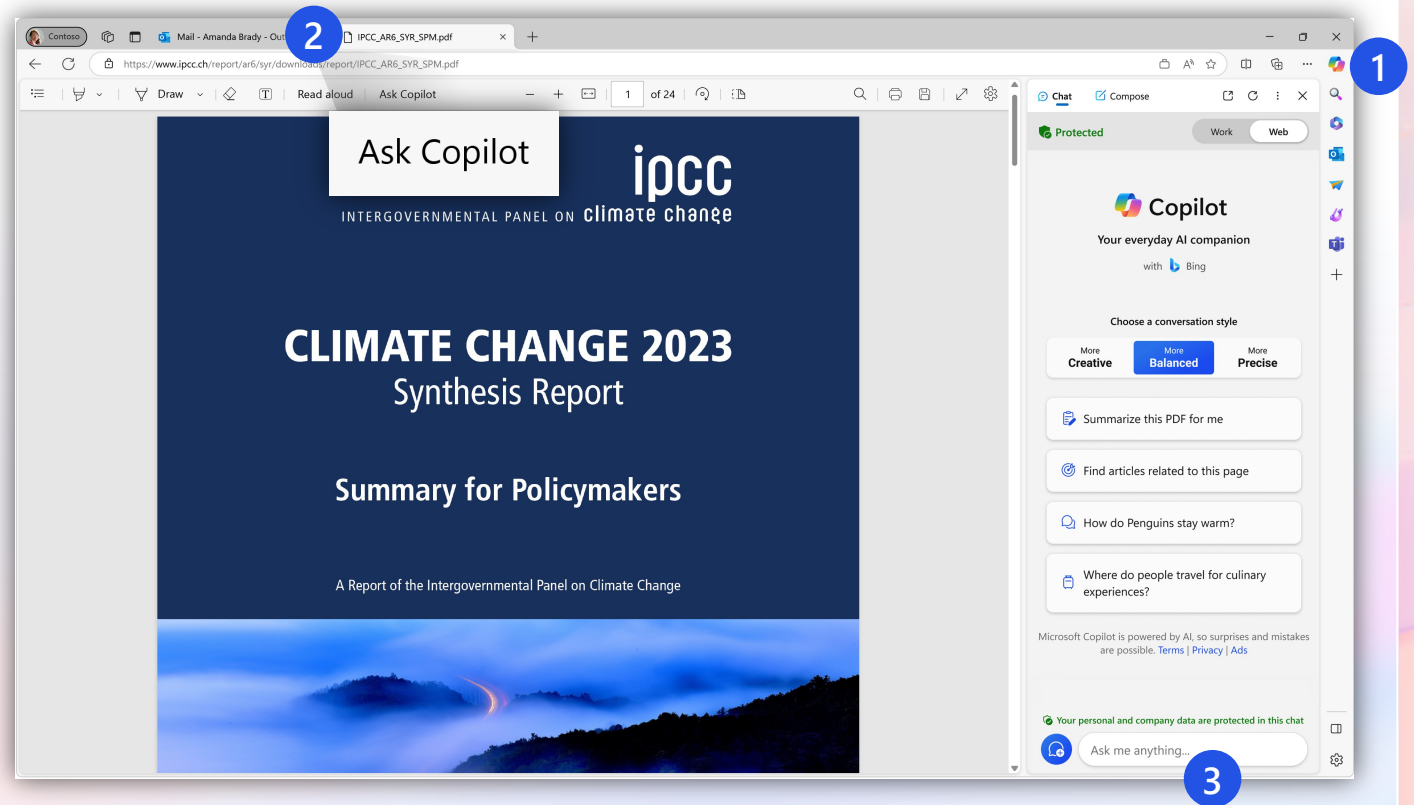 Contoso
Mail - Amanda Brady - Out
2
IPCC_AR6_SYR_SPM.pdf
1
https://www.ipcc.ch/report/ar6/syr/downloads/report/IPCC_AR6_SYR_SPM.pdf
Draw
Read aloud
Ask Copilot
1 of 24
Ask Copilot
ipcc
INTERGOVERNMENTAL PANEL ON climate change
CLIMATE CHANGE 2023
Synthesis Report
Summary for Policymakers
A Report of the Intergovernmental Panel on Climate Change
Chat
Compose
Protected
Work
Web
Copilot
Your everyday AI companion
with Bing
Choose a conversation style
More
Creative
More
Balanced
More
Precise
Summarize this PDF for me
Find articles related to this page
How do Penguins stay warm?
Where do people travel for culinary
experiences?
Microsoft Copilot is powered by AI, so surprises and mistakes
are possible. Terms | Privacy | Ads
Your personal and company data are protected in this chat
Ask me anything...
3